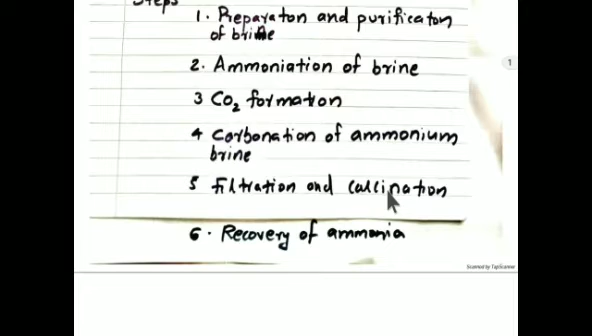 Steps
1. Preparaton and purificaton
of brine
2. Ammoniation of brine
3 CO₂ formation
4 Carbonation of ammonium
brine
5 Filtration and calcination
6. Recovery of ammonia
Scanned by TapScanner
1